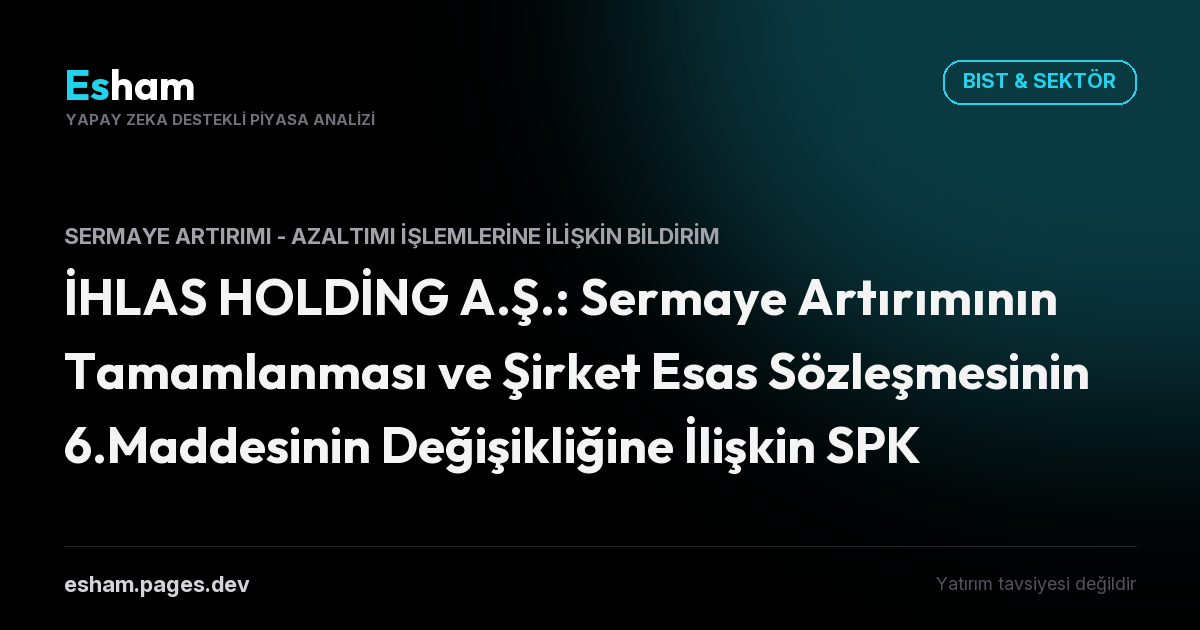 Esham
BIST & SEKTÖR
YAPAY ZEKA DESTEKLİ PİYASA ANALİZİ
SERMAYE ARTIRIMI - AZALTIMI İŞLEMLERİNE İLİŞKİN BİLDİRİM
İHLAS HOLDİNG A.Ş.: Sermaye Artırımının
Tamamlanması ve Şirket Esas Sözleşmesinin
6.Maddesinin Değişikliğine İlişkin SPK
esham.pages.dev
Yatırım tavsiyesi değildir